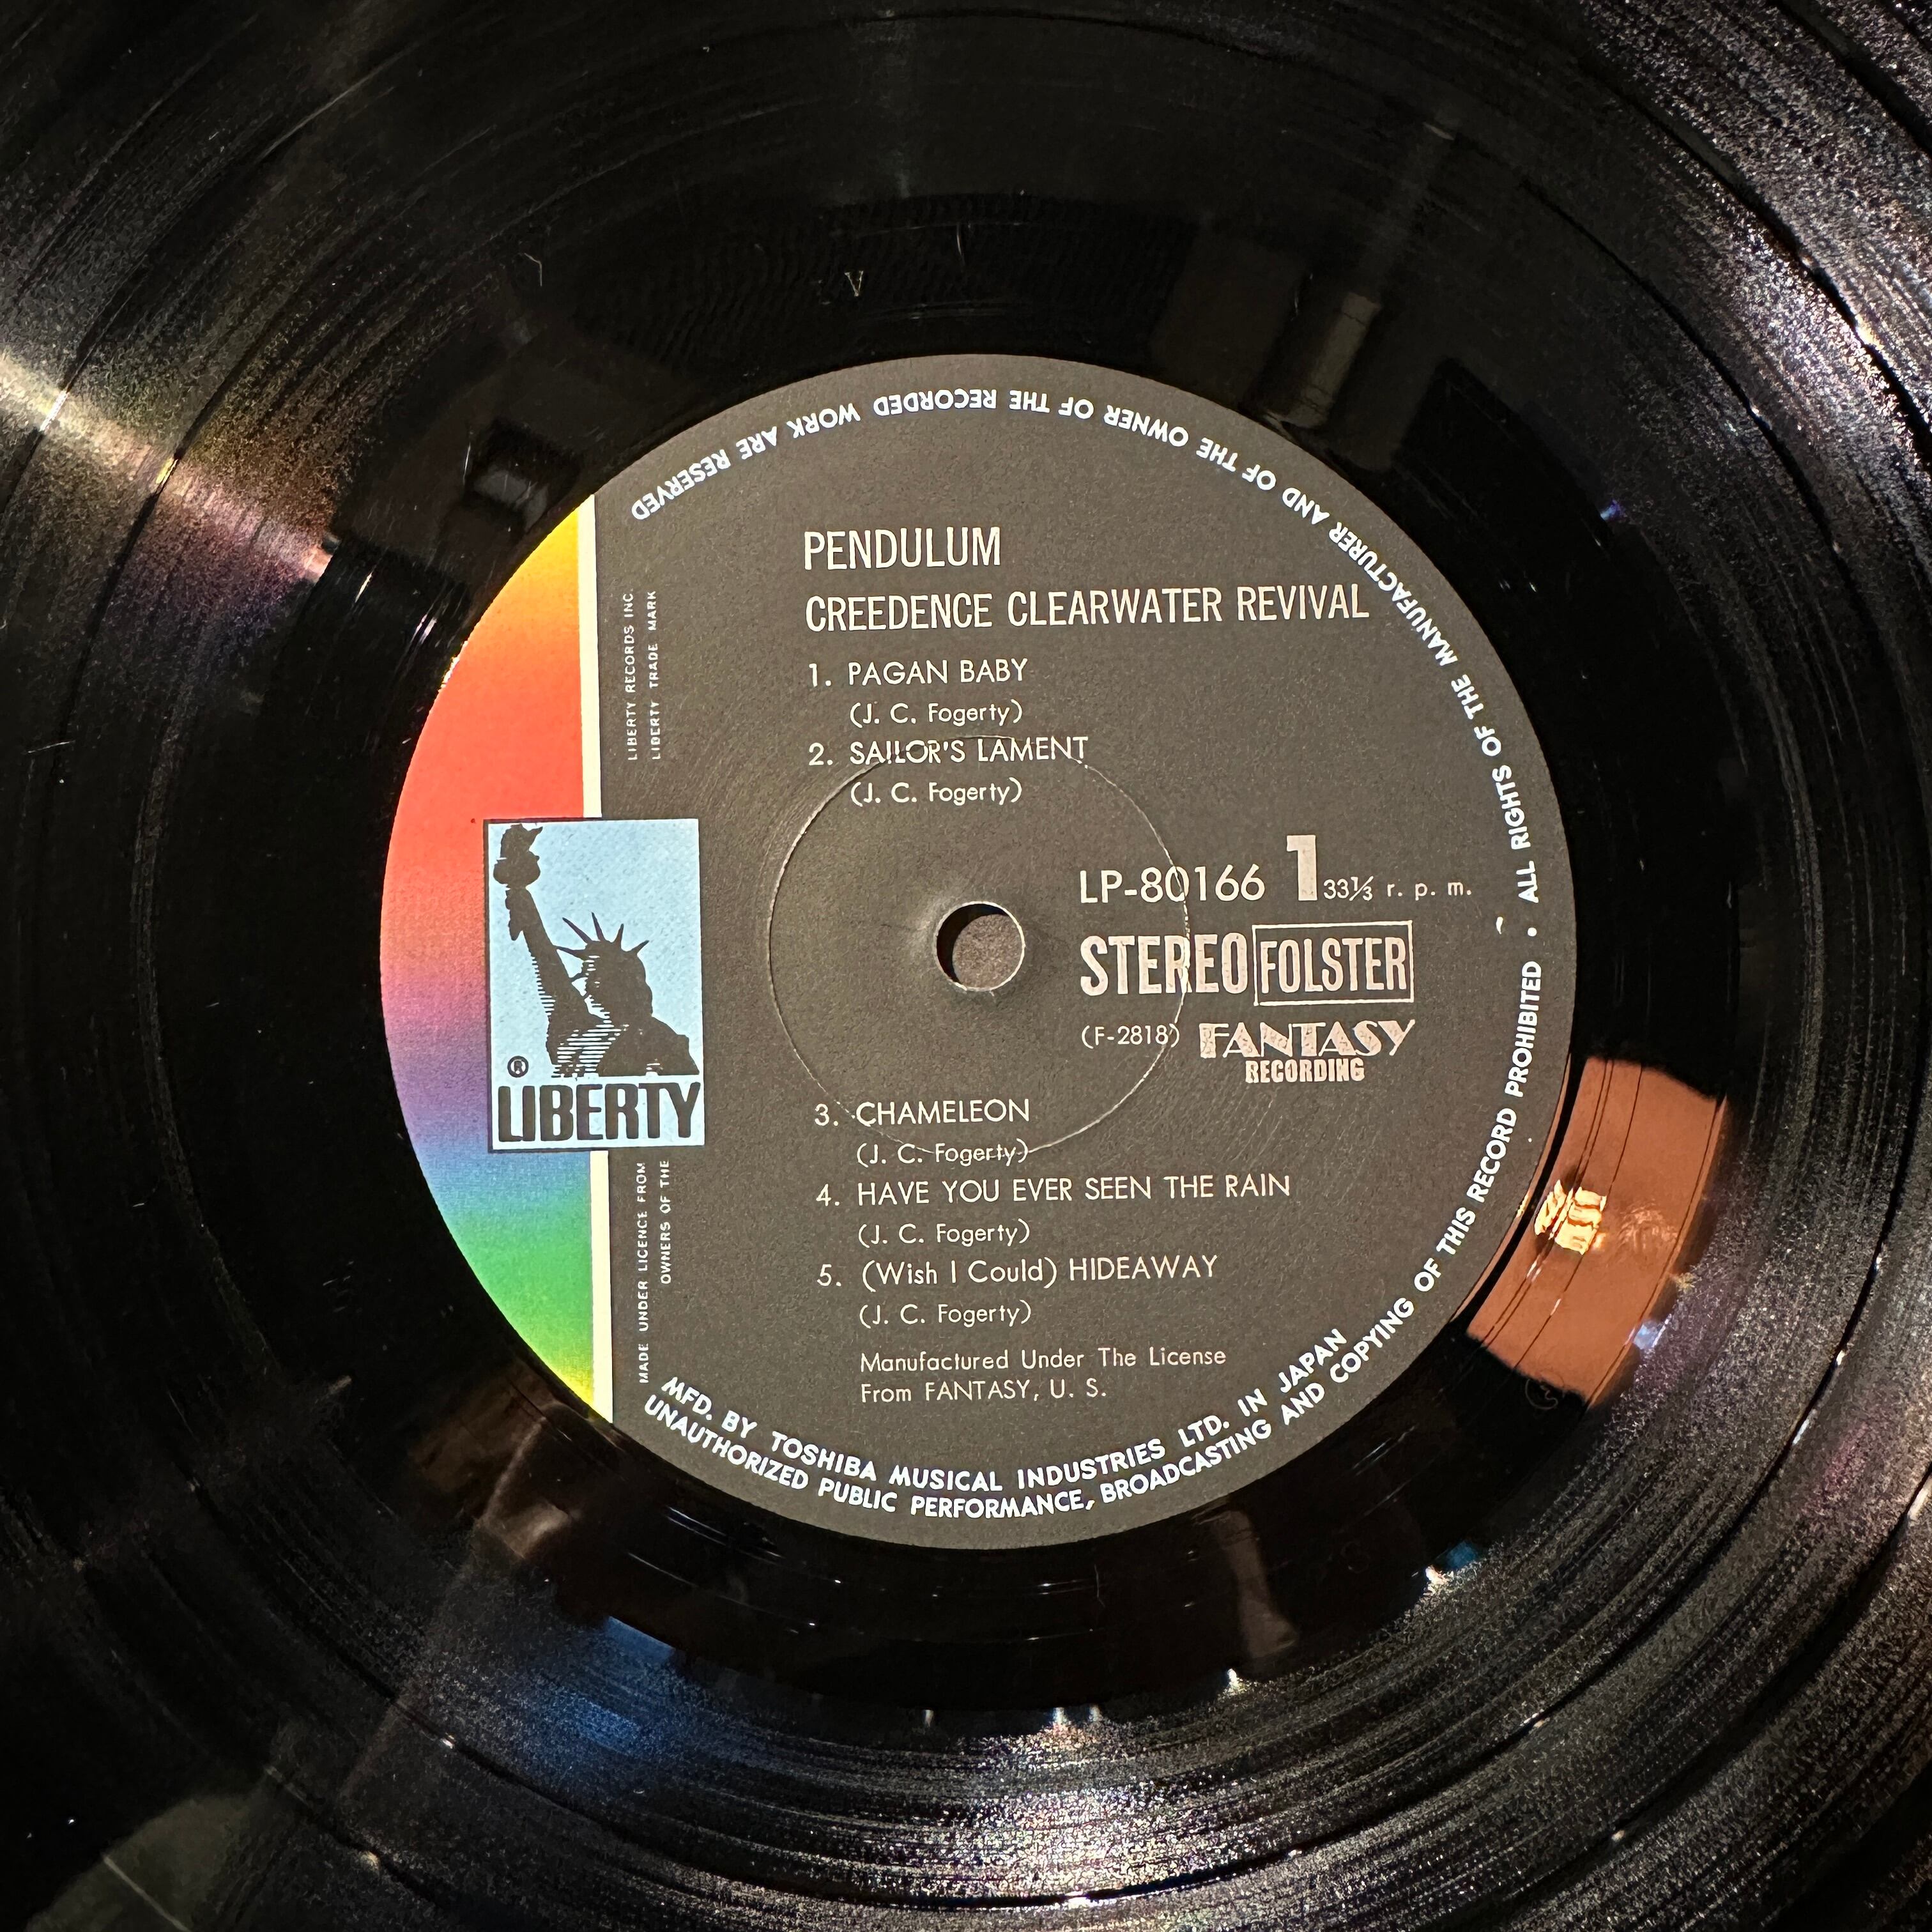 PENDULUM
CREEDENCE CLEARWATER REVIVAL
1. PAGAN BABY
(J. C. Fogerty)
2. SAILOR'S LAMENT
(J. C. Fogerty)
LP-80166 1 33⅓ r. p. m.
STEREO FOLSTER
(F-2818) FANTASY
RECORDING
3. CHAMELEON
(J. C. Fogerty)
4. HAVE YOU EVER SEEN THE RAIN
(J. C. Fogerty)
5. (Wish I Could) HIDEAWAY
(J. C. Fogerty)
Manufactured Under The License
From FANTASY, U. S.
LIBERTY RECORDS INC.
LIBERTY TRADE MARK
®
LIBERTY
MADE UNDER LICENCE FROM
OWNERS OF THE
MFD. BY TOSHIBA MUSICAL INDUSTRIES LTD. IN JAPAN
UNAUTHORIZED PUBLIC PERFORMANCE, BROADCASTING AND COPYING OF THIS RECORD PROHIBITED • ALL RIGHTS OF THE MANUFACTURER AND OF THE OWNER OF THE RECORDED WORK ARE RESERVED
V